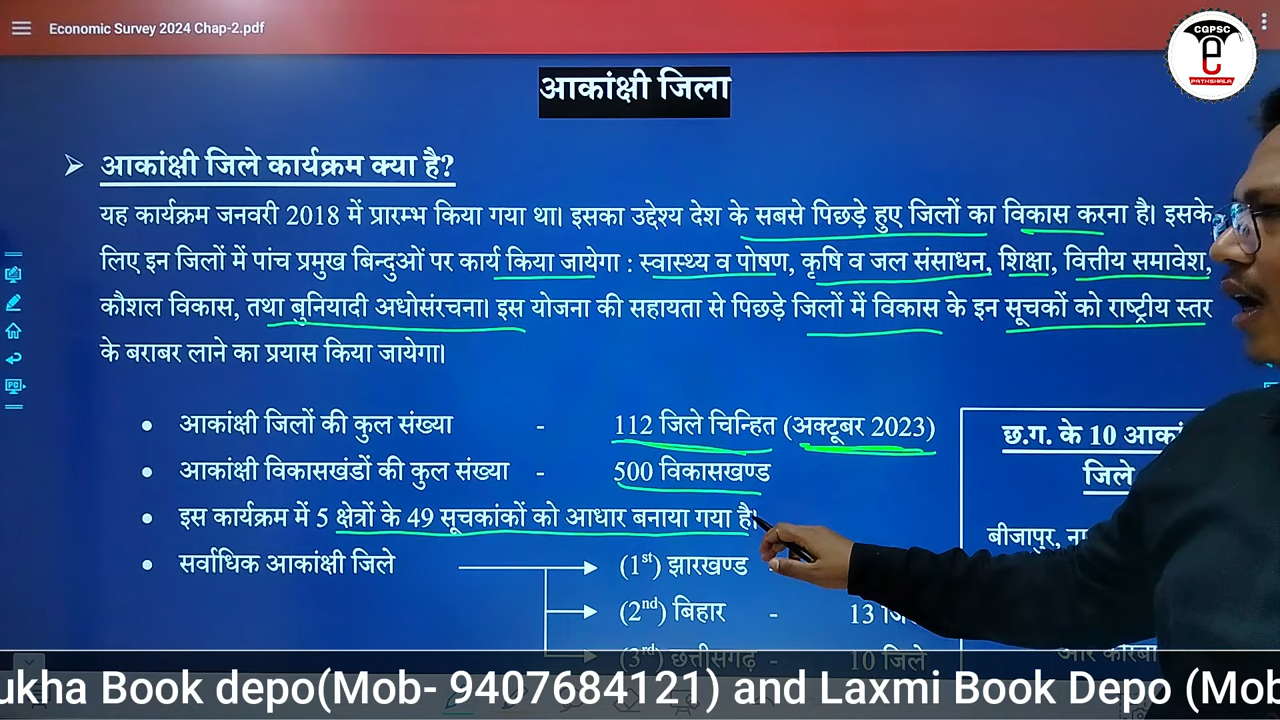 Economic Survey 2024 Chap-2.pdf
CGPSC
e
PATHSHALA
आकांक्षी जिला
आकांक्षी जिले कार्यक्रम क्या है?
यह कार्यक्रम जनवरी 2018 में प्रारम्भ किया गया था। इसका उद्देश्य देश के सबसे पिछड़े हुए जिलों का विकास करना है। इसके
लिए इन जिलों में पांच प्रमुख बिन्दुओं पर कार्य किया जायेगा : स्वास्थ्य व पोषण, कृषि व जल संसाधन, शिक्षा, वित्तीय समावेश,
कौशल विकास, तथा बुनियादी अधोसंरचना। इस योजना की सहायता से पिछड़े जिलों में विकास के इन सूचकों को राष्ट्रीय स्तर
के बराबर लाने का प्रयास किया जायेगा।
• आकांक्षी जिलों की कुल संख्या - 112 जिले चिन्हित (अक्टूबर 2023)
• आकांक्षी विकासखंडों की कुल संख्या - 500 विकासखण्ड
• इस कार्यक्रम में 5 क्षेत्रों के 49 सूचकांकों को आधार बनाया गया है।
• सर्वाधिक आकांक्षी जिले (1st) झारखण्ड -
(2nd) बिहार - 13
(3rd) छत्तीसगढ़ - 10 जिले
छ.ग. के 10
जिले
बीजापुर,
और कोरबा
ukha Book depo(Mob- 9407684121) and Laxmi Book Depo (Mob